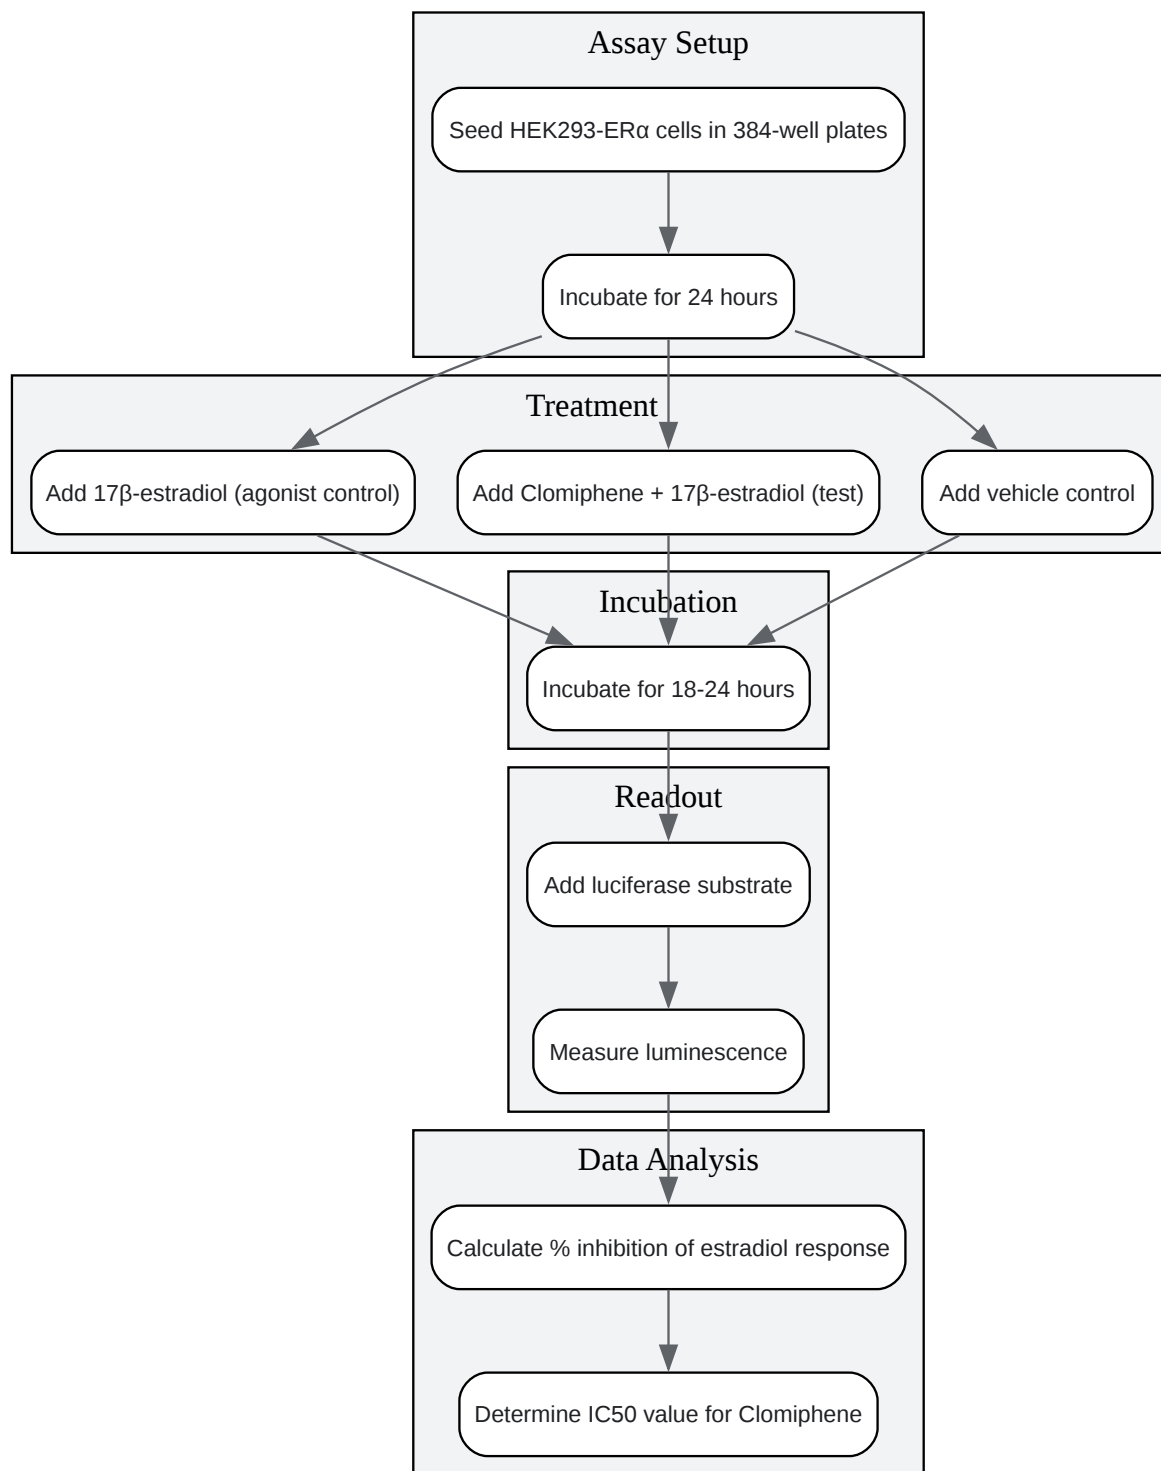 Assay Setup
Seed HEK293-ERα cells in 384-well plates
Incubate for 24 hours
Treatment
Add 17β-estradiol (agonist control)
Add Clomiphene + 17β-estradiol (test)
Add vehicle control
Incubation
Incubate for 18-24 hours
Readout
Add luciferase substrate
Measure luminescence
Data Analysis
Calculate % inhibition of estradiol response
Determine IC50 value for Clomiphene